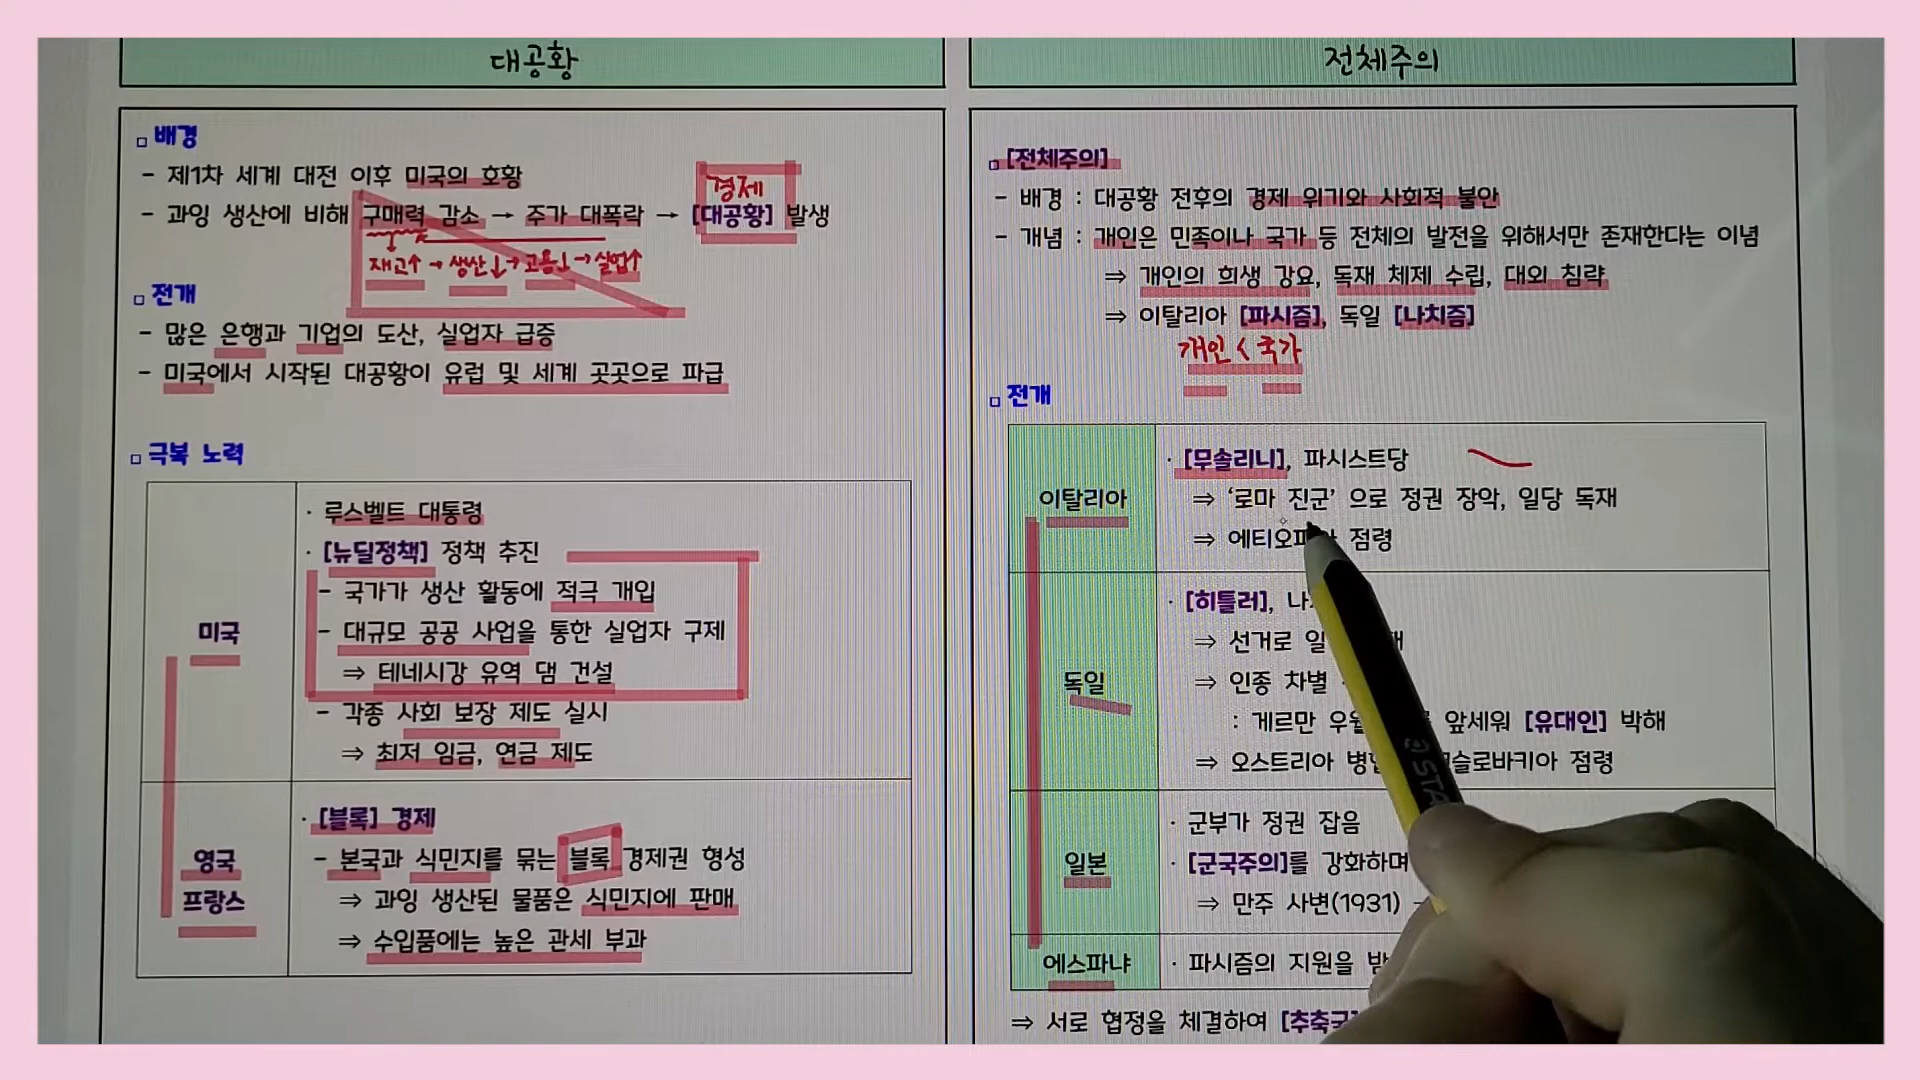 대공황
▫ 배경
- 제1차 세계 대전 이후 미국의 호황
경제
- 과잉 생산에 비해 구매력 감소 → 주가 대폭락 → [대공황] 발생
재고↑ → 생산↓ → 고용↓ → 실업↑
▫ 전개
- 많은 은행과 기업의 도산, 실업자 급증
- 미국에서 시작된 대공황이 유럽 및 세계 곳곳으로 파급
▫ 극복 노력
미국
· 루스벨트 대통령
· [뉴딜정책] 정책 추진
- 국가가 생산 활동에 적극 개입
- 대규모 공공 사업을 통한 실업자 구제
⇒ 테네시강 유역 댐 건설
- 각종 사회 보장 제도 실시
⇒ 최저 임금, 연금 제도
영국
프랑스
· [블록] 경제
- 본국과 식민지를 묶는 블록 경제권 형성
⇒ 과잉 생산된 물품은 식민지에 판매
⇒ 수입품에는 높은 관세 부과
전체주의
▫ [전체주의]
- 배경 : 대공황 전후의 경제 위기와 사회적 불안
- 개념 : 개인은 민족이나 국가 등 전체의 발전을 위해서만 존재한다는 이념
⇒ 개인의 희생 강요, 독재 체제 수립, 대외 침략
⇒ 이탈리아 [파시즘], 독일 [나치즘]
개인 < 국가
▫ 전개
이탈리아
· [무솔리니], 파시스트당
⇒ ‘로마 진군’ 으로 정권 장악, 일당 독재
⇒ 점령
독일
· [히틀러],
⇒ 선거로
⇒ 인종 차별
: 게르만 앞세워 [유대인] 박해
⇒ 오스트리아 점령
일본
· 군부가 정권 잡음
· [군국주의]를 강화하며
⇒ 만주 사변(1931)
에스파냐
· 파시즘의 지원을
⇒ 서로 협정을 체결하여 [추축국